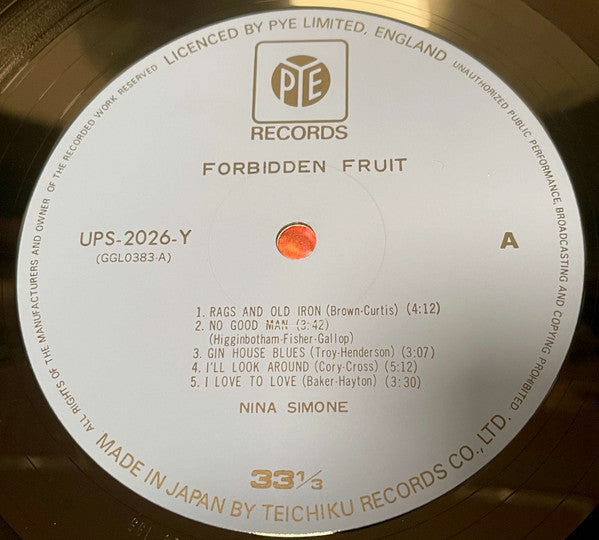 LICENCED BY PYE LIMITED, ENGLAND
UNAUTHORIZED PUBLIC PERFORMANCE, BROADCASTING AND COPYING PROHIBITED.
ALL RIGHTS OF THE MANUFACTURERS AND OWNER OF THE RECORDED WORK RESERVED
PYE
RECORDS
FORBIDDEN FRUIT
UPS-2026-Y
(GGL0383-A)
A
1. RAGS AND OLD IRON (Brown-Curtis) (4:12)
2. NO GOOD MAN (3:42)
(Higginbotham-Fisher-Gallop)
3. GIN HOUSE BLUES (Troy-Henderson) (3:07)
4. I'LL LOOK AROUND (Cory-Cross) (5:12)
5. I LOVE TO LOVE (Baker-Hayton) (3:30)
NINA SIMONE
33 1/3
MADE IN JAPAN BY TEICHIKU RECORDS CO., LTD.